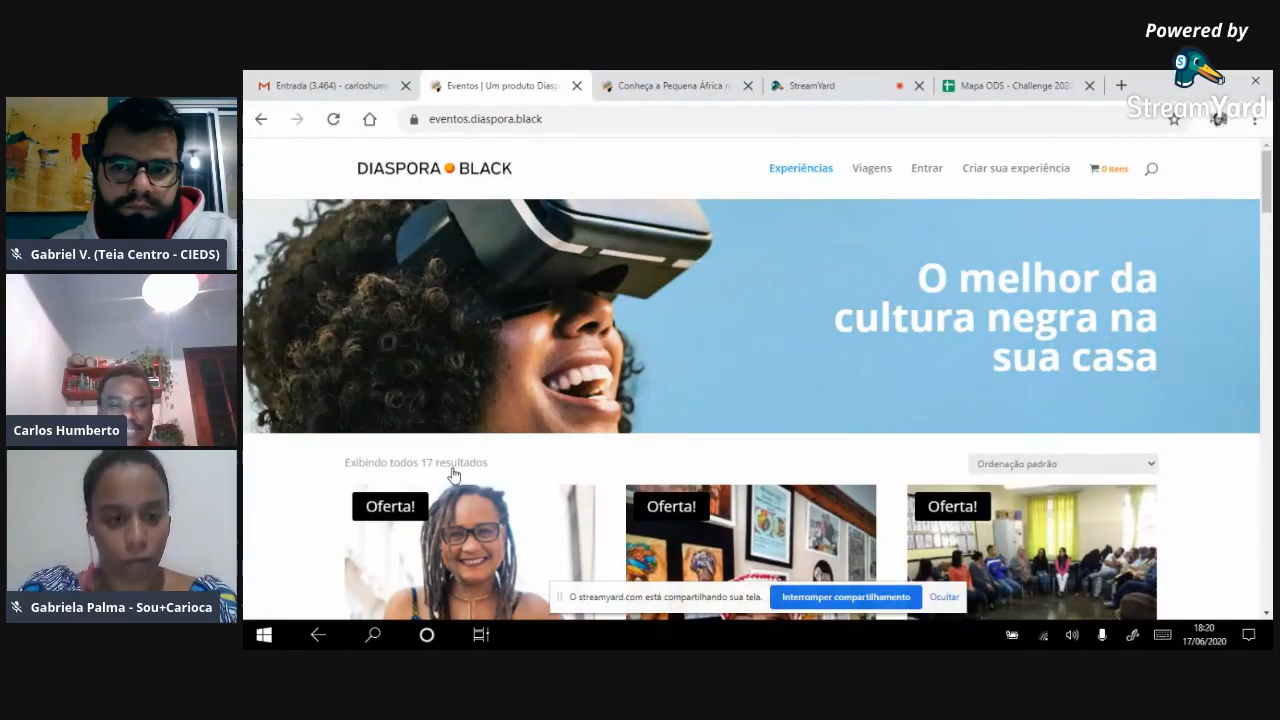 Powered by
StreamYard
Entrada (3.464) - carloshum
Eventos | Um produto Diasp
Conheça a Pequena África n
StreamYard
Mapa ODS - Challenge 202
eventos.diaspora.black
DIASPORA BLACK
Experiências
Viagens
Entrar
Criar sua experiência
0 itens
O melhor da
cultura negra na
sua casa
Exibindo todos 17 resultados
Ordenação padrão
Oferta!
Oferta!
Oferta!
O streamyard.com está compartilhando sua tela.
Interromper compartilhamento
Ocultar
18:20
17/06/2020
Gabriel V. (Teia Centro - CIEDS)
Carlos Humberto
Gabriela Palma - Sou+Carioca